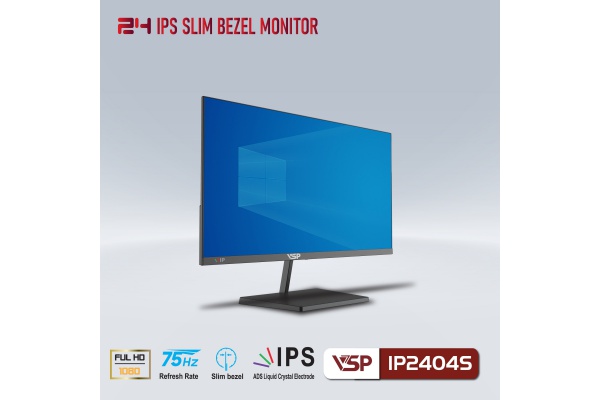 24 IPS SLIM BEZEL MONITOR
VSP
FULL HD
1080
75Hz
Refresh Rate
Slim bezel
IPS
ADS Liquid Crystal Electrode
VSP IP2404S